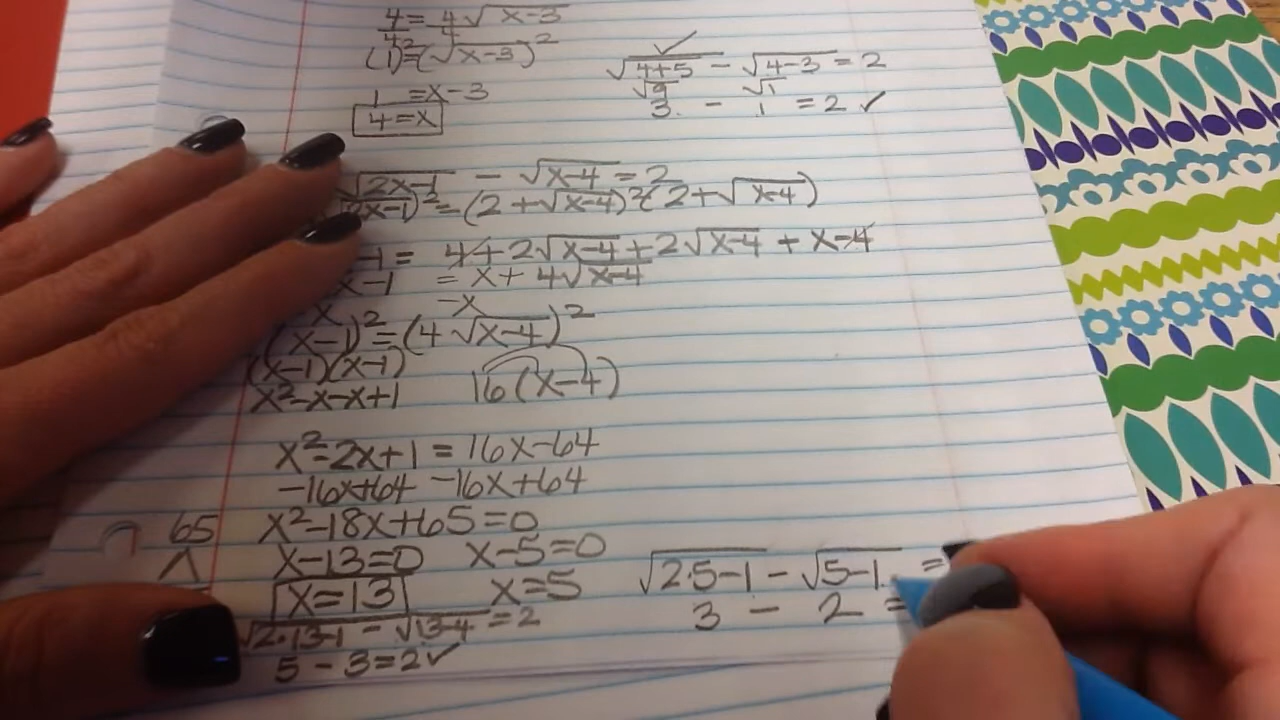 4 = 4√x-3
4 4
(1)² = (√x-3)²
1 = x-3
4 = x
✓
√4+5 - √4-3 = 2
√9 √1
3 - 1 = 2 ✓
√2x-1 - √x-4 = 2
2x-1)² = (2+√x-4)²(2+√x-4)
-1 = 4+2√x-4+2√x-4+x-4
x-1 = x+4√x-4
-x -x
(x-1)² = (4√x-4)²
(x-1)(x-1) 16(x-4)
x²-x-x+1
x²-2x+1 = 16x-64
-16x+64 -16x+64
65 x²-18x+65=0
x-13=0 x-5=0
x=13 x=5
√2·13-1 - √13-4 = 2
5 - 3 = 2 ✓
√2·5-1 - √5-1 =
3 - 2 =